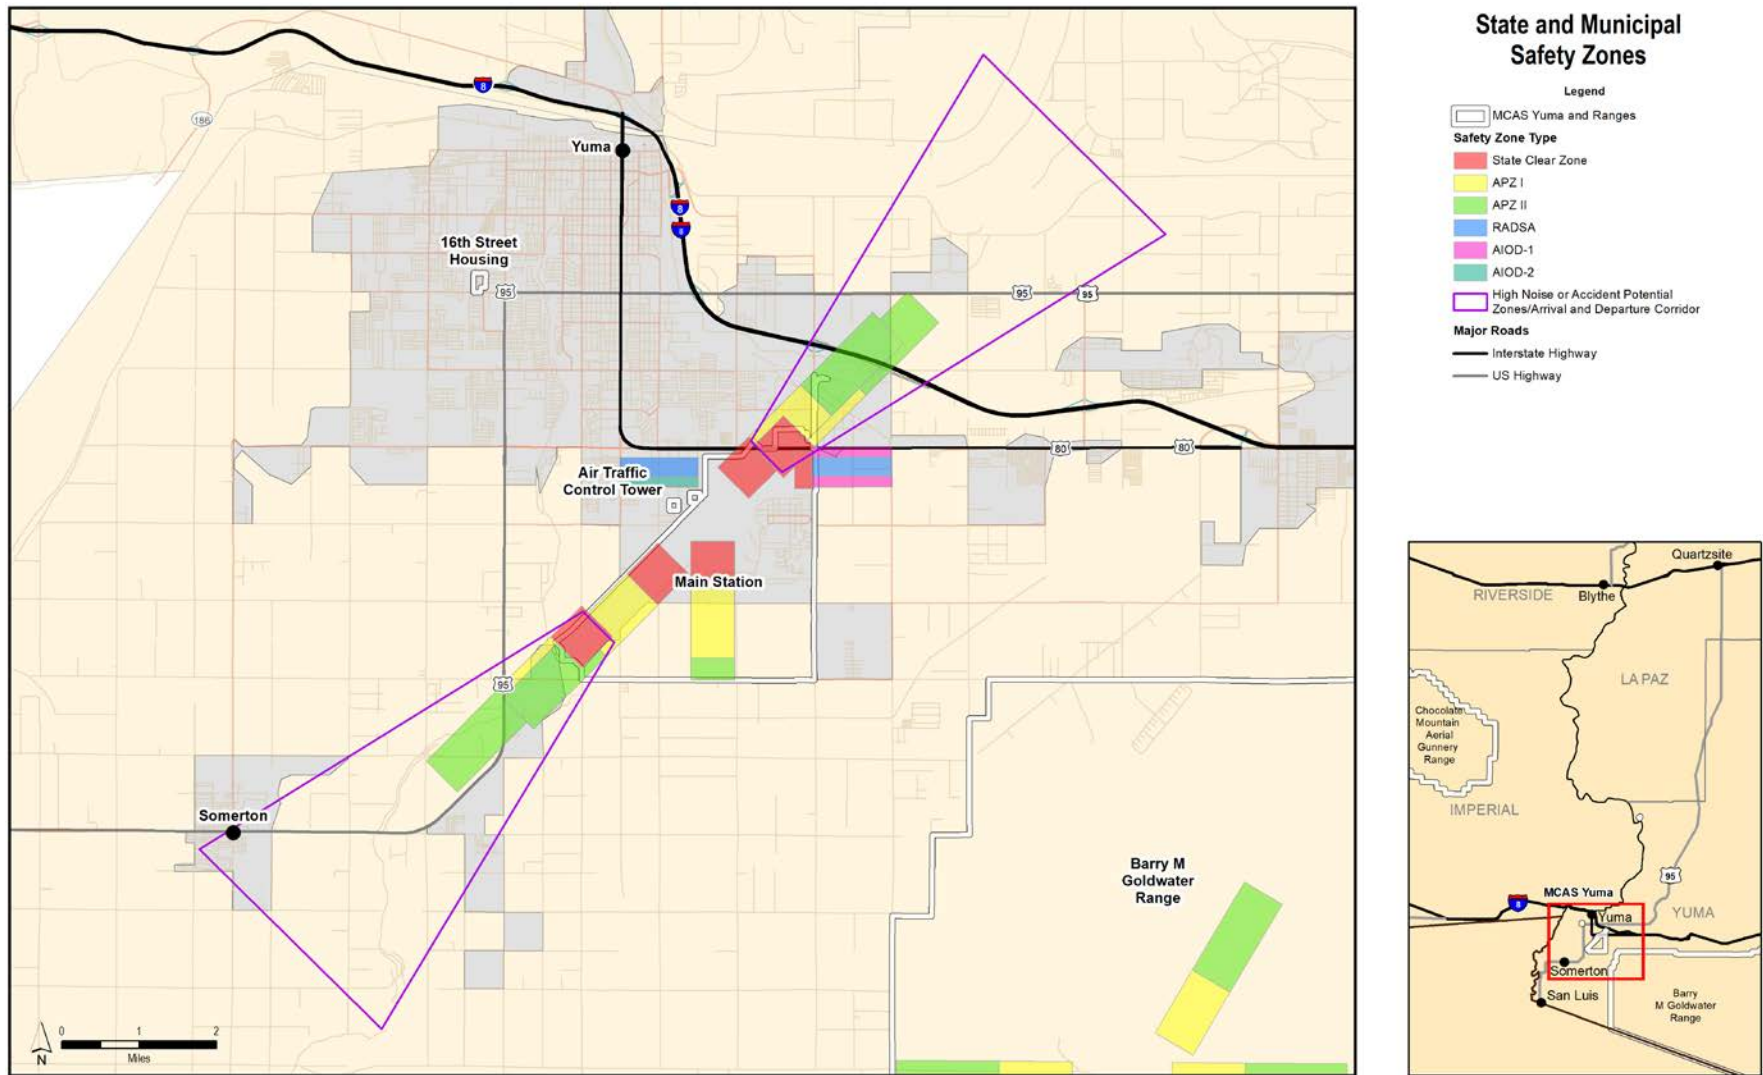 State and Municipal
Safety Zones
Legend
MCAS Yuma and Ranges
Safety Zone Type
State Clear Zone
APZ I
APZ II
RADSA
AIOD-1
AIOD-2
High Noise or Accident Potential
Zones/Arrival and Departure Corridor
Major Roads
Interstate Highway
US Highway
8
186
Yuma
8
8
16th Street
Housing
95
95
95
80
80
Air Traffic
Control Tower
Main Station
95
Somerton
Barry M
Goldwater
Range
N
0 1 2
Miles
Quartzsite
RIVERSIDE
Blythe
LA PAZ
Chocolate
Mountain
Aerial
Gunnery
Range
IMPERIAL
95
MCAS Yuma
8
Yuma
YUMA
Somerton
San Luis
Barry
M Goldwater
Range